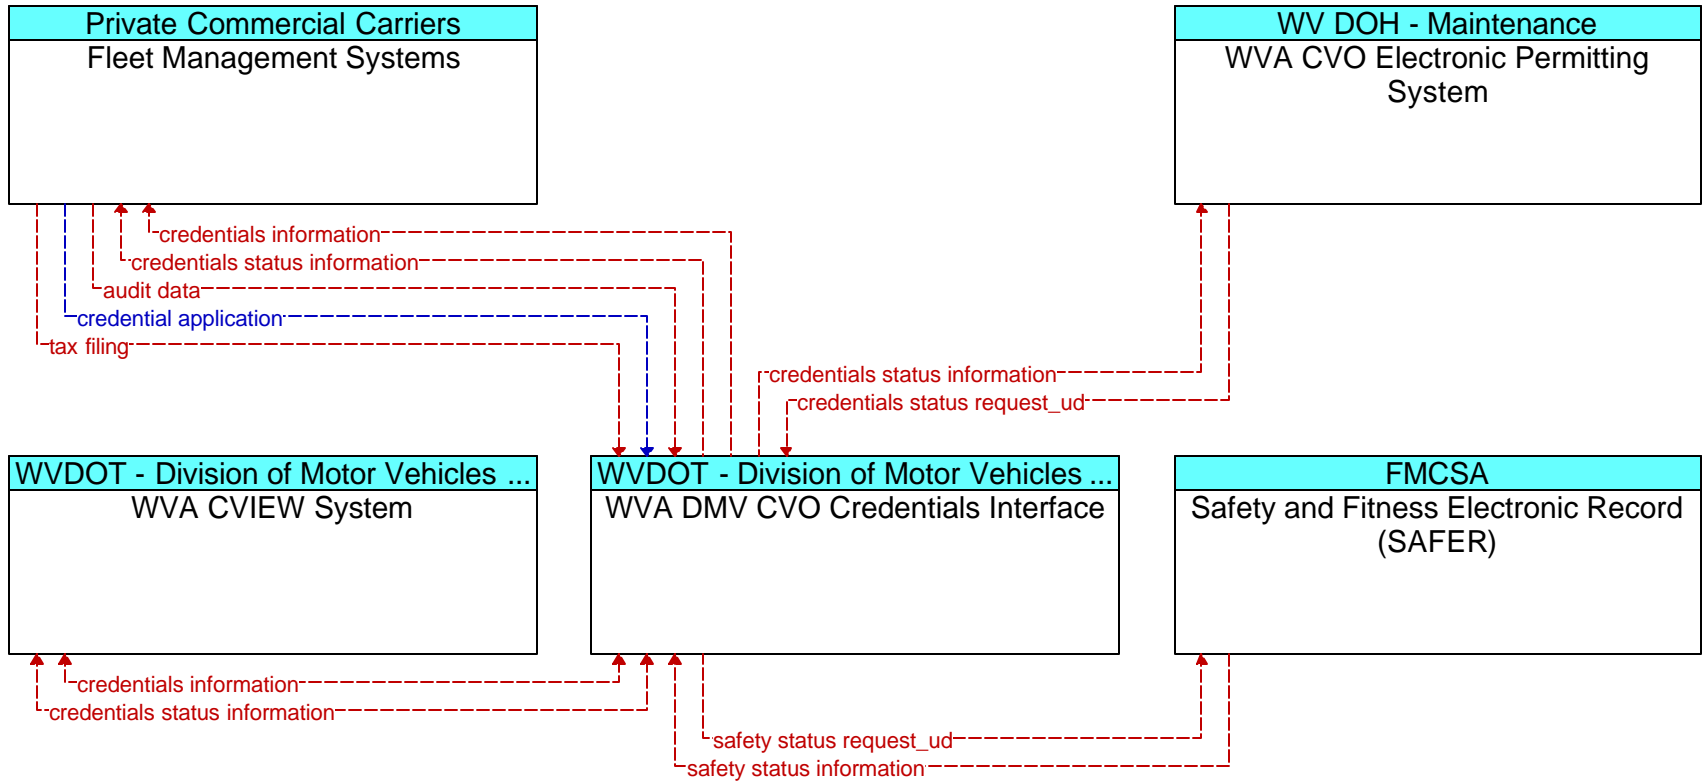 Private Commercial Carriers
Fleet Management Systems
WV DOH - Maintenance
WVA CVO Electronic Permitting
System
credentials information
credentials status information
audit data
credential application
tax filing
credentials status information
credentials status request_ud
WVDOT - Division of Motor Vehicles ...
WVA CVIEW System
WVDOT - Division of Motor Vehicles ...
WVA DMV CVO Credentials Interface
FMCSA
Safety and Fitness Electronic Record
(SAFER)
credentials information
credentials status information
safety status request_ud
safety status information